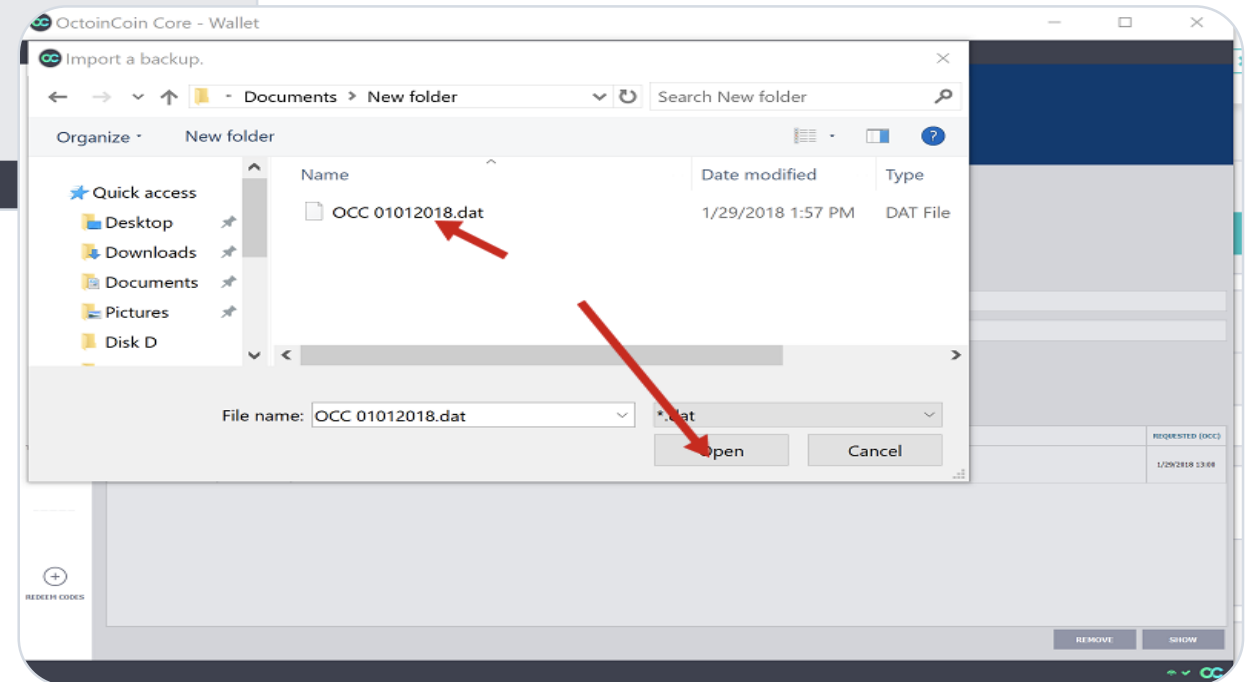 OctoinCoin Core - Wallet
Import a backup.
Documents > New folder
Search New folder
Organize
New folder
Name
Date modified
Type
Quick access
OCC 01012018.dat
1/29/2018 1:57 PM
DAT File
Desktop
Downloads
Documents
Pictures
Disk D
File name:
OCC 01012018.dat
*.dat
Open
Cancel
REQUESTED (OCC)
1/29/2018 13:00
REDEEM CODES
REMOVE
SHOW